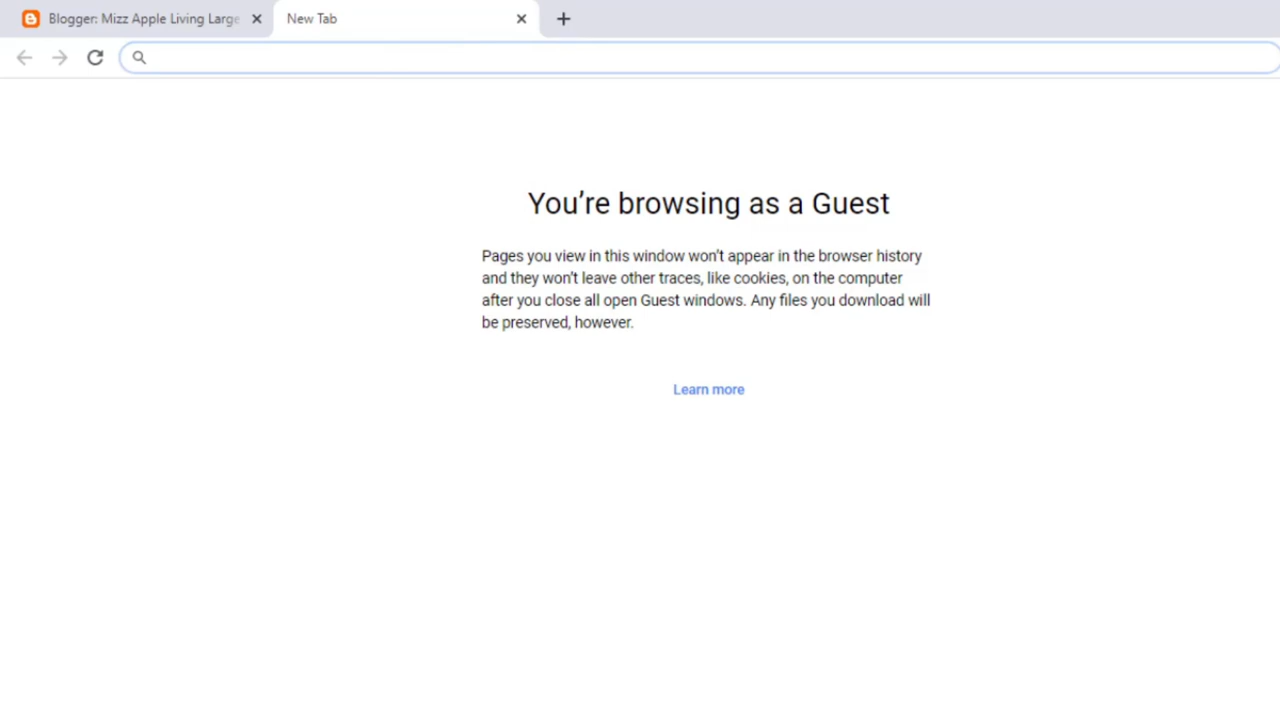 Blogger: Mizz Apple Living Large
New Tab
You’re browsing as a Guest
Pages you view in this window won’t appear in the browser history
and they won’t leave other traces, like cookies, on the computer
after you close all open Guest windows. Any files you download will
be preserved, however.
Learn more